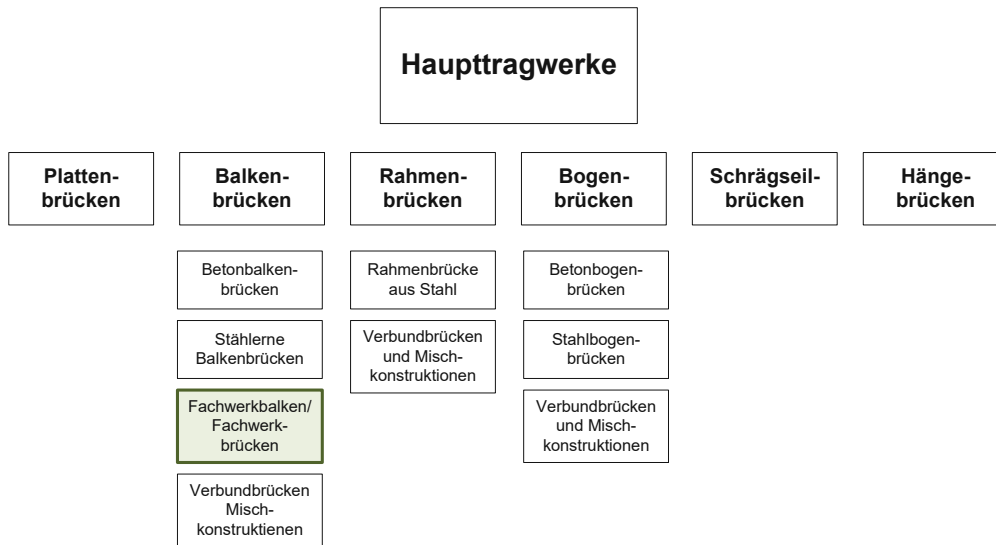 Haupttragwerke
Platten-
brücken
Balken-
brücken
Rahmen-
brücken
Bogen-
brücken
Schrägseil-
brücken
Hänge-
brücken
Betonbalken-
brücken
Stählerne
Balkenbrücken
Fachwerkbalken/
Fachwerk-
brücken
Verbundbrücken
Misch-
konstruktienen
Rahmenbrücke
aus Stahl
Verbundbrücken
und Misch-
konstruktionen
Betonbogen-
brücken
Stahlbogen-
brücken
Verbundbrücken
und Misch-
konstruktionen